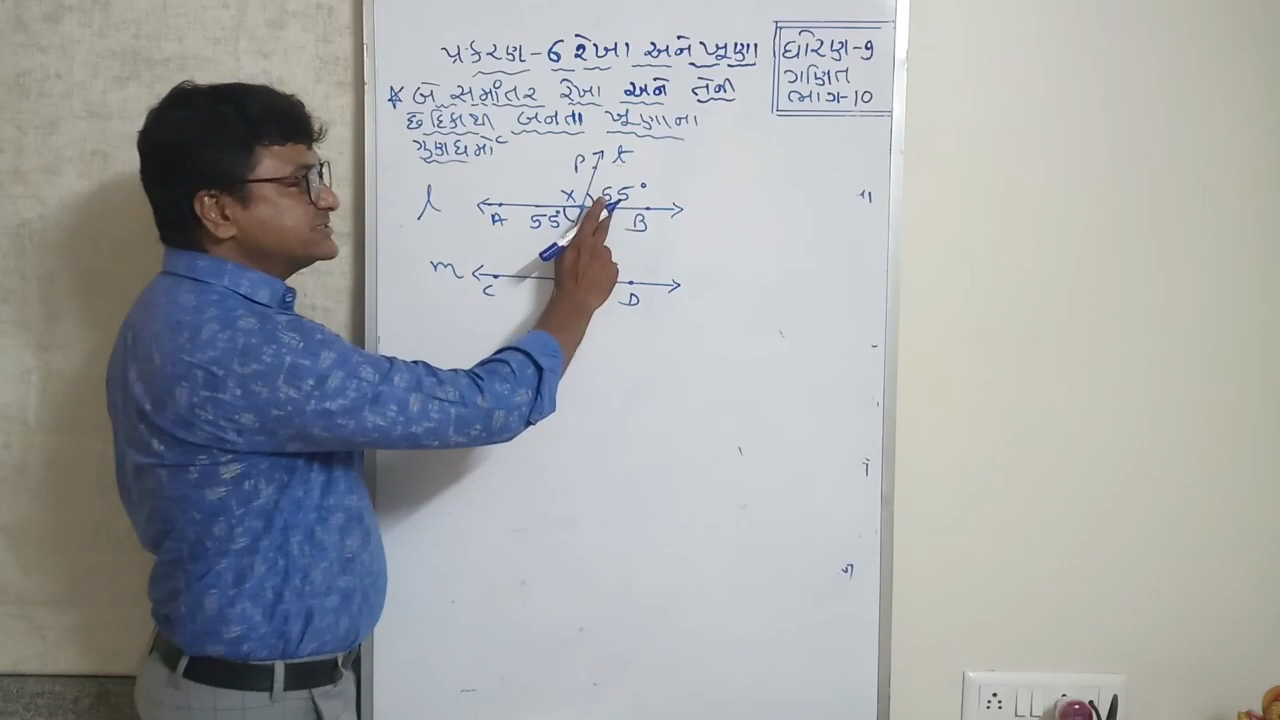 પ્રકરણ-6 રેખા અને ખૂણા
* બે સમાંતર રેખા અને તેની
છેદિકાથી બનતા ખૂણાના
ગુણધર્મો
ધોરણ-9
ગણિત
ભાગ-10
P t
l A 55° X 55° B
m C D